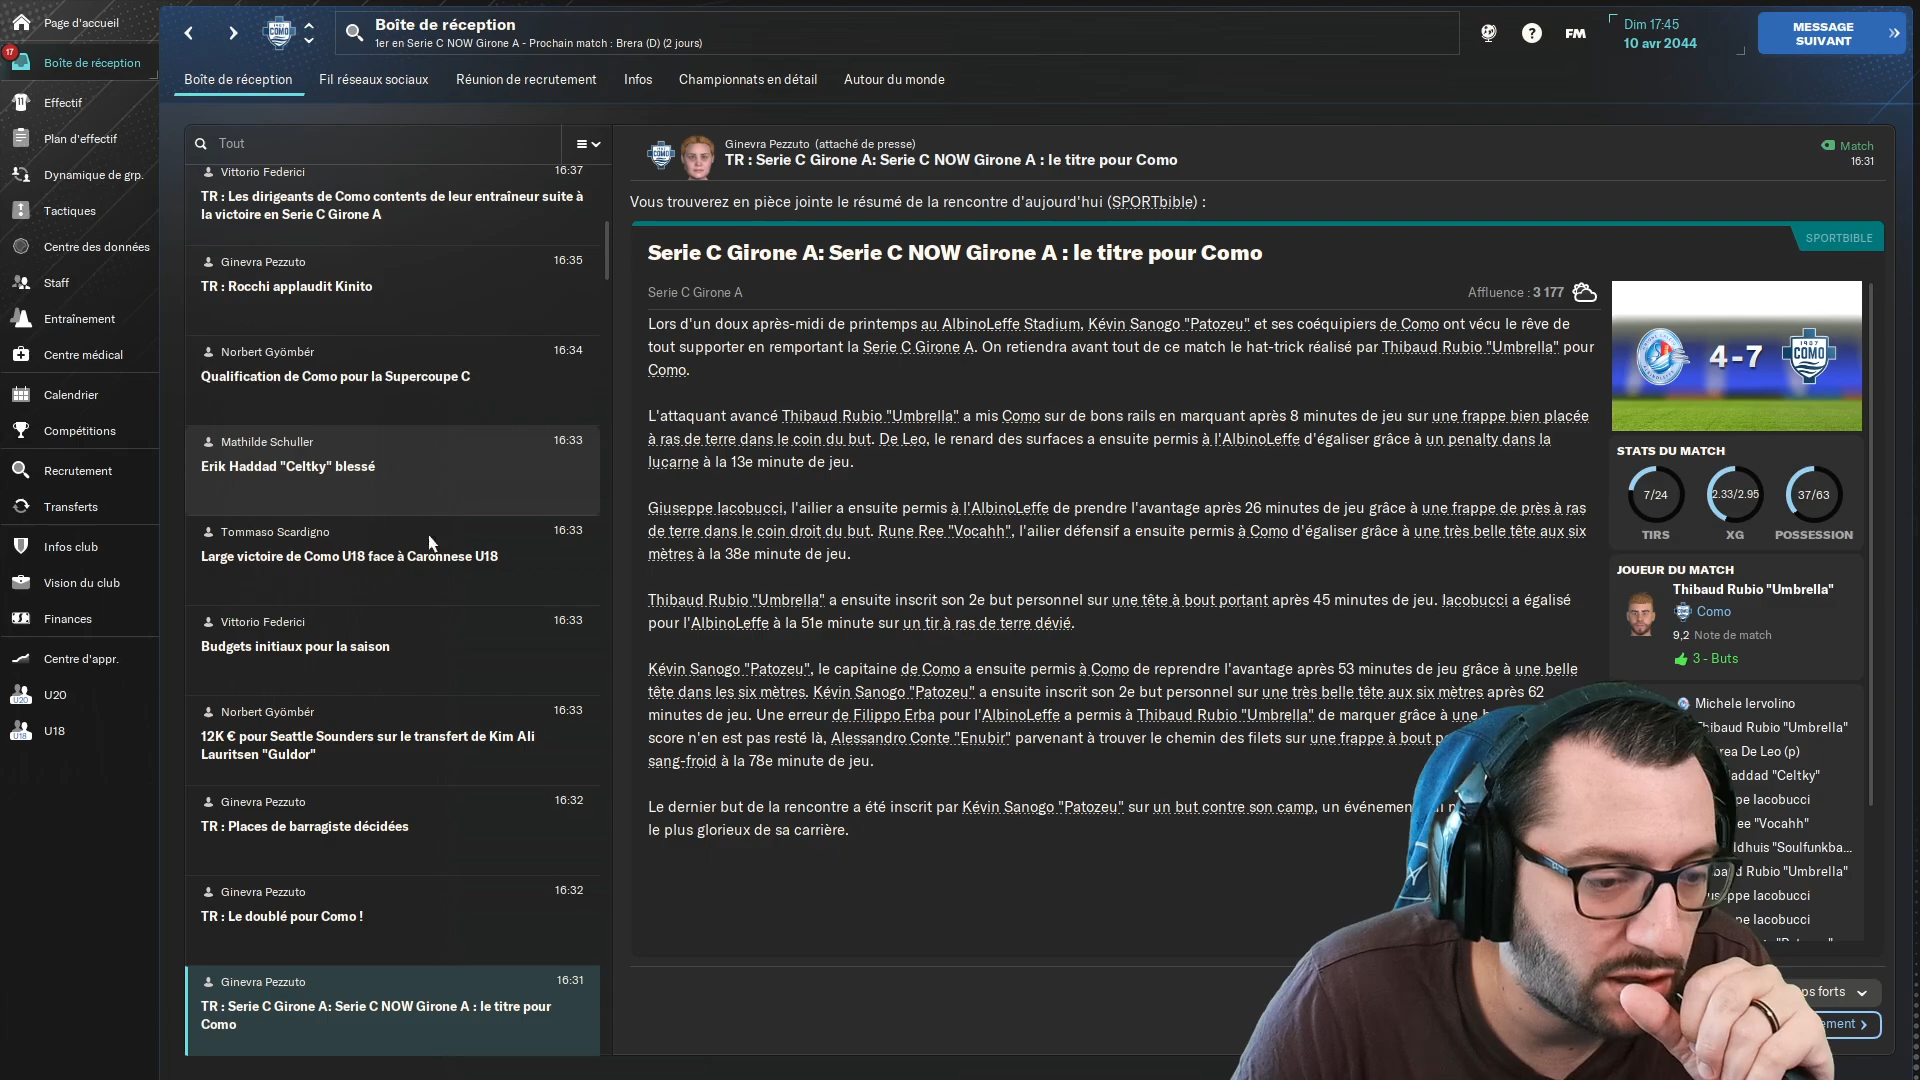 Page d'accueil
17
Boîte de réception
Effectif
Plan d'effectif
Dynamique de grp.
Tactiques
Centre des données
Staff
Entraînement
Centre médical
Calendrier
Compétitions
Recrutement
Transferts
Infos club
Vision du club
Finances
Centre d'appr.
U20
U20
U18
U18
Boîte de réception
1er en Serie C NOW Girone A - Prochain match : Brera (D) (2 jours)
FM
Dim 17:45
10 avr 2044
MESSAGE
SUIVANT
Boîte de réception
Fil réseaux sociaux
Réunion de recrutement
Infos
Championnats en détail
Autour du monde
Tout
Vittorio Federici
16:37
TR : Les dirigeants de Como contents de leur entraîneur suite à
la victoire en Serie C Girone A
Ginevra Pezzuto
16:35
TR : Rocchi applaudit Kinito
Norbert Gyömbér
16:34
Qualification de Como pour la Supercoupe C
Mathilde Schuller
16:33
Erik Haddad "Celtky" blessé
Tommaso Scardigno
16:33
Large victoire de Como U18 face à Caronnese U18
Vittorio Federici
16:33
Budgets initiaux pour la saison
Norbert Gyömbér
16:33
12K € pour Seattle Sounders sur le transfert de Kim Ali
Lauritsen "Guldor"
Ginevra Pezzuto
16:32
TR : Places de barragiste décidées
Ginevra Pezzuto
16:32
TR : Le doublé pour Como !
Ginevra Pezzuto
16:31
TR : Serie C Girone A: Serie C NOW Girone A : le titre pour
Como
Ginevra Pezzuto (attaché de presse)
TR : Serie C Girone A: Serie C NOW Girone A : le titre pour Como
Match
16:31
Vous trouverez en pièce jointe le résumé de la rencontre d'aujourd'hui (SPORTbible) :
SPORTBIBLE
Serie C Girone A: Serie C NOW Girone A : le titre pour Como
Serie C Girone A
Affluence : 3 177
Lors d'un doux après-midi de printemps au AlbinoLeffe Stadium, Kévin Sanogo "Patozeu" et ses coéquipiers de Como ont vécu le rêve de
tout supporter en remportant la Serie C Girone A. On retiendra avant tout de ce match le hat-trick réalisé par Thibaud Rubio "Umbrella" pour
Como.
L'attaquant avancé Thibaud Rubio "Umbrella" a mis Como sur de bons rails en marquant après 8 minutes de jeu sur une frappe bien placée
à ras de terre dans le coin du but. De Leo, le renard des surfaces a ensuite permis à l'AlbinoLeffe d'égaliser grâce à un penalty dans la
lucarne à la 13e minute de jeu.
Giuseppe Iacobucci, l'ailier a ensuite permis à l'AlbinoLeffe de prendre l'avantage après 26 minutes de jeu grâce à une frappe de près à ras
de terre dans le coin droit du but. Rune Ree "Vocahh", l'ailier défensif a ensuite permis à Como d'égaliser grâce à une très belle tête aux six
mètres à la 38e minute de jeu.
Thibaud Rubio "Umbrella" a ensuite inscrit son 2e but personnel sur une tête à bout portant après 45 minutes de jeu. Iacobucci a égalisé
pour l'AlbinoLeffe à la 51e minute sur un tir à ras de terre dévié.
Kévin Sanogo "Patozeu", le capitaine de Como a ensuite permis à Como de reprendre l'avantage après 53 minutes de jeu grâce à une belle
tête dans les six mètres. Kévin Sanogo "Patozeu" a ensuite inscrit son 2e but personnel sur une très belle tête aux six mètres après 62
minutes de jeu. Une erreur de Filippo Erba pour l'AlbinoLeffe a permis à Thibaud Rubio "Umbrella" de marquer grâce à une
score n'en est pas resté là, Alessandro Conte "Enubir" parvenant à trouver le chemin des filets sur une frappe à bout
sang-froid à la 78e minute de jeu.
Le dernier but de la rencontre a été inscrit par Kévin Sanogo "Patozeu" sur un but contre son camp, un
le plus glorieux de sa carrière.
4-7
1907
COMO
STATS DU MATCH
7/24
2.33/2.95
37/63
TIRS
XG
POSSESSION
JOUEUR DU MATCH
Thibaud Rubio "Umbrella"
Como
9,2 Note de match
3 - Buts
Michele Iervolino
Rubio "Umbrella"
De Leo (p)
"Celtky"
Iacobucci
"Vocahh"
Rubio "Umbrella"
Iacobucci
Iacobucci
forts